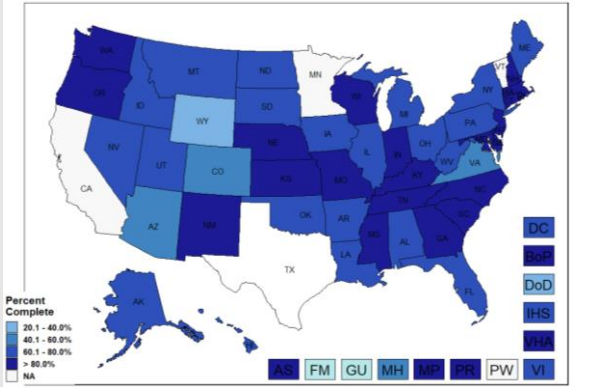 WA
ME
MT
ND
MN
VT
OR
ID
SD
WI
NY
MI
WY
IA
PA
NE
NV
UT
IL
IN
OH
WV
VA
CO
KS
MO
KY
CA
NC
TN
AZ
NM
OK
AR
SC
MS
AL
GA
TX
LA
FL
AK
HI
DC
BoP
DoD
IHS
VHA
AS FM GU MH MP PR PW VI
Percent
Complete
20.1 - 40.0%
40.1 - 60.0%
60.1 - 80.0%
> 80.0%
NA